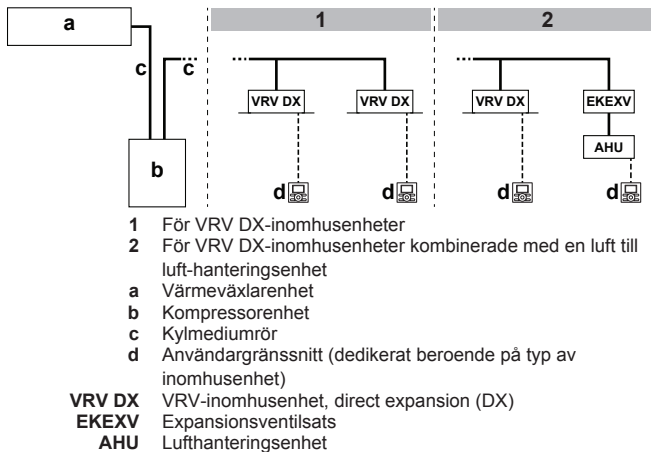 a
1
2
c
c
VRV DX
VRV DX
VRV DX
EKEXV
AHU
b
d
d
d
d
1 För VRV DX-inomhusenheter
2 För VRV DX-inomhusenheter kombinerade med en luft till
luft-hanteringsenhet
a Värmeväxlarenhet
b Kompressorenhet
c Kylmediumrör
d Användargränssnitt (dedikerat beroende på typ av
inomhusenhet)
VRV DX VRV-inomhusenhet, direct expansion (DX)
EKEXV Expansionsventilsats
AHU Lufthanteringsenhet